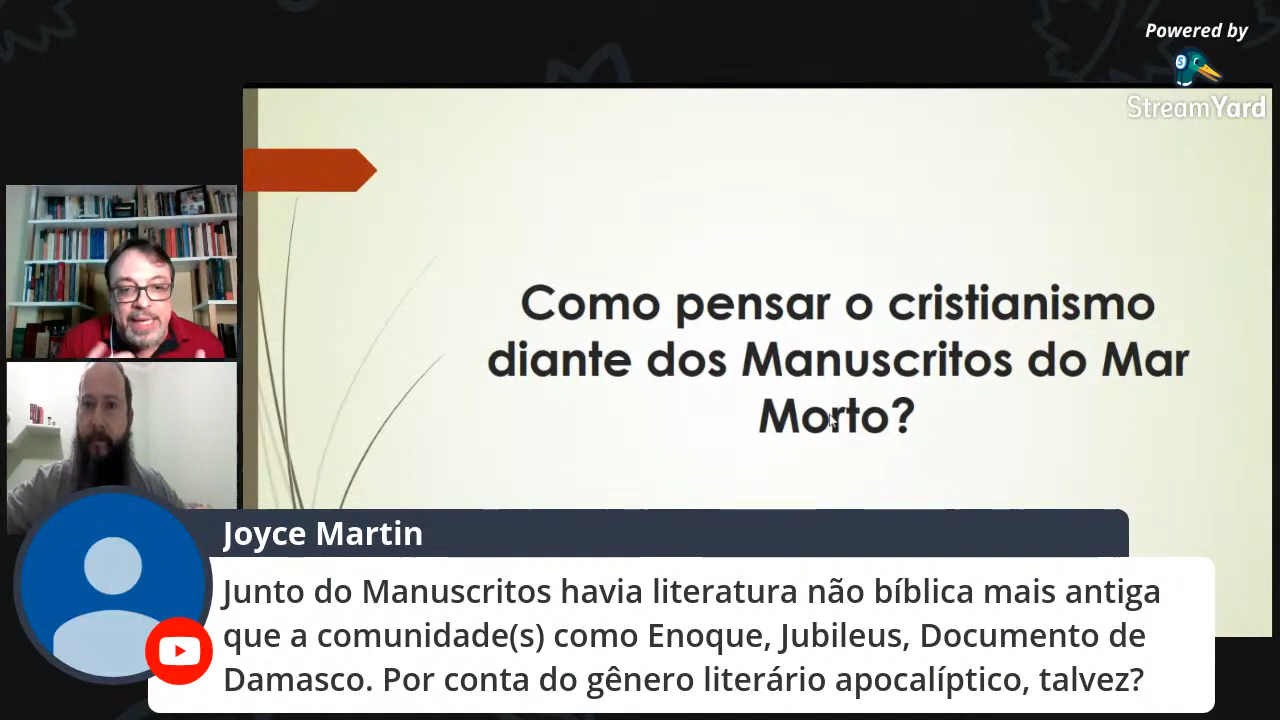 Powered by
StreamYard
Como pensar o cristianismo
diante dos Manuscritos do Mar
Morto?
Joyce Martin
Junto do Manuscritos havia literatura não bíblica mais antiga
que a comunidade(s) como Enoque, Jubileus, Documento de
Damasco. Por conta do gênero literário apocalíptico, talvez?